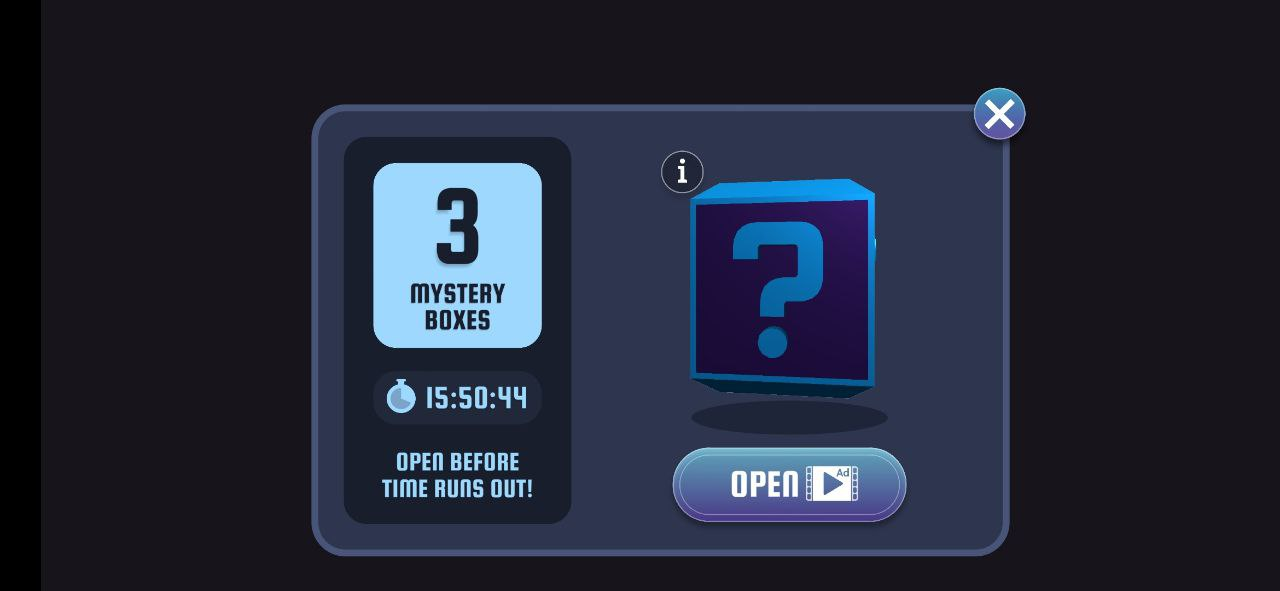 3
MYSTERY
BOXES
15:50:44
OPEN BEFORE
TIME RUNS OUT!
i
?
OPEN Ad